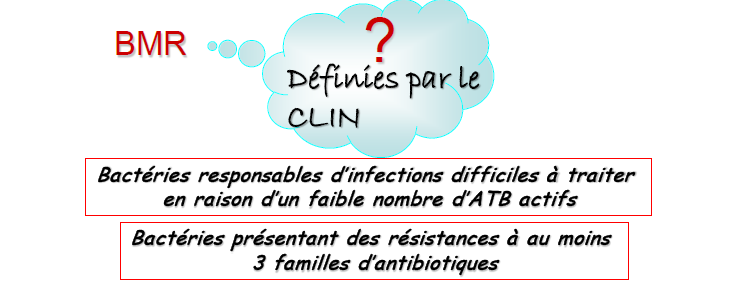 BMR
?
Définies par le
CLIN
Bactéries responsables d'infections difficiles à traiter
en raison d'un faible nombre d'ATB actifs
Bactéries présentant des résistances à au moins
3 familles d'antibiotiques